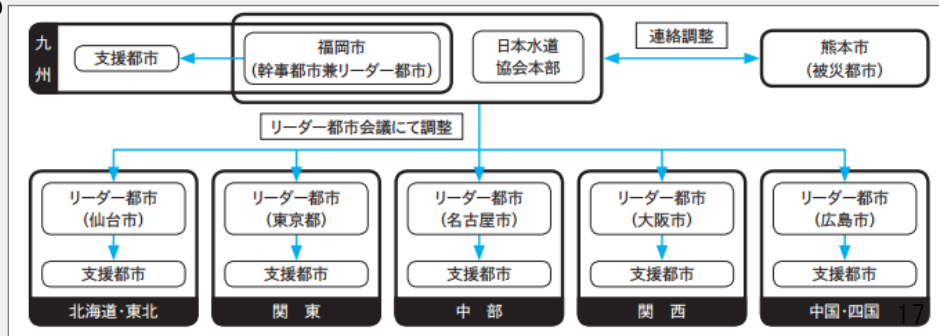 九州
支援都市
福岡市
(幹事都市兼リーダー都市)
日本水道
協会本部
連絡調整
熊本市
(被災都市)
リーダー都市会議にて調整
リーダー都市
(仙台市)
支援都市
北海道・東北
リーダー都市
(東京都)
支援都市
関東
リーダー都市
(名古屋市)
支援都市
中部
リーダー都市
(大阪市)
支援都市
関西
リーダー都市
(広島市)
支援都市
中国・四国
17